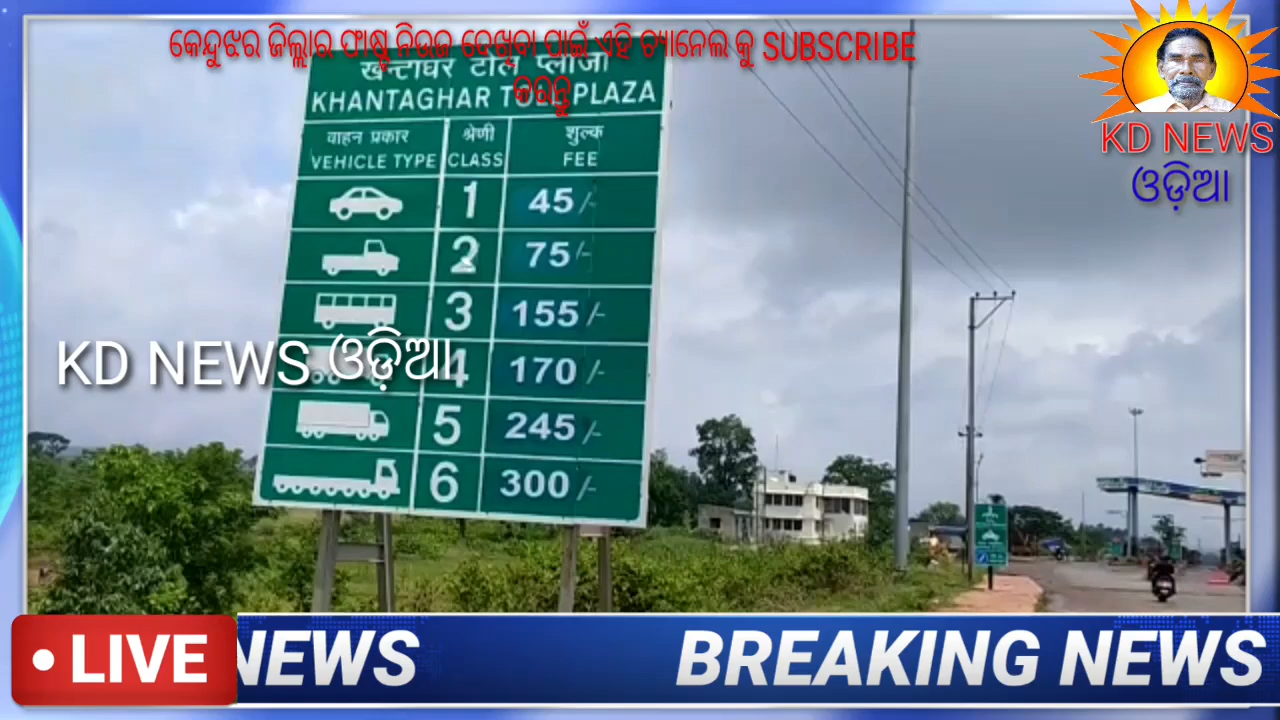 କେନ୍ଦୁଝର ଜିଲ୍ଲାର ଫାଷ୍ଟ ନିଉଜ ଦେଖିବା ପାଇଁ ଏହି ଚ୍ୟାନେଲ କୁ SUBSCRIBE
କରନ୍ତୁ
KD NEWS
ଓଡ଼ିଆ
खन्टाघर टोल प्लाजा
KHANTAGHAR TOLL PLAZA
वाहन प्रकार श्रेणी शुल्क
VEHICLE TYPE CLASS FEE
1 45/-
2 75/-
3 155/-
4 170/-
5 245/-
6 300/-
KD NEWS ଓଡ଼ିଆ
• LIVE NEWS BREAKING NEWS